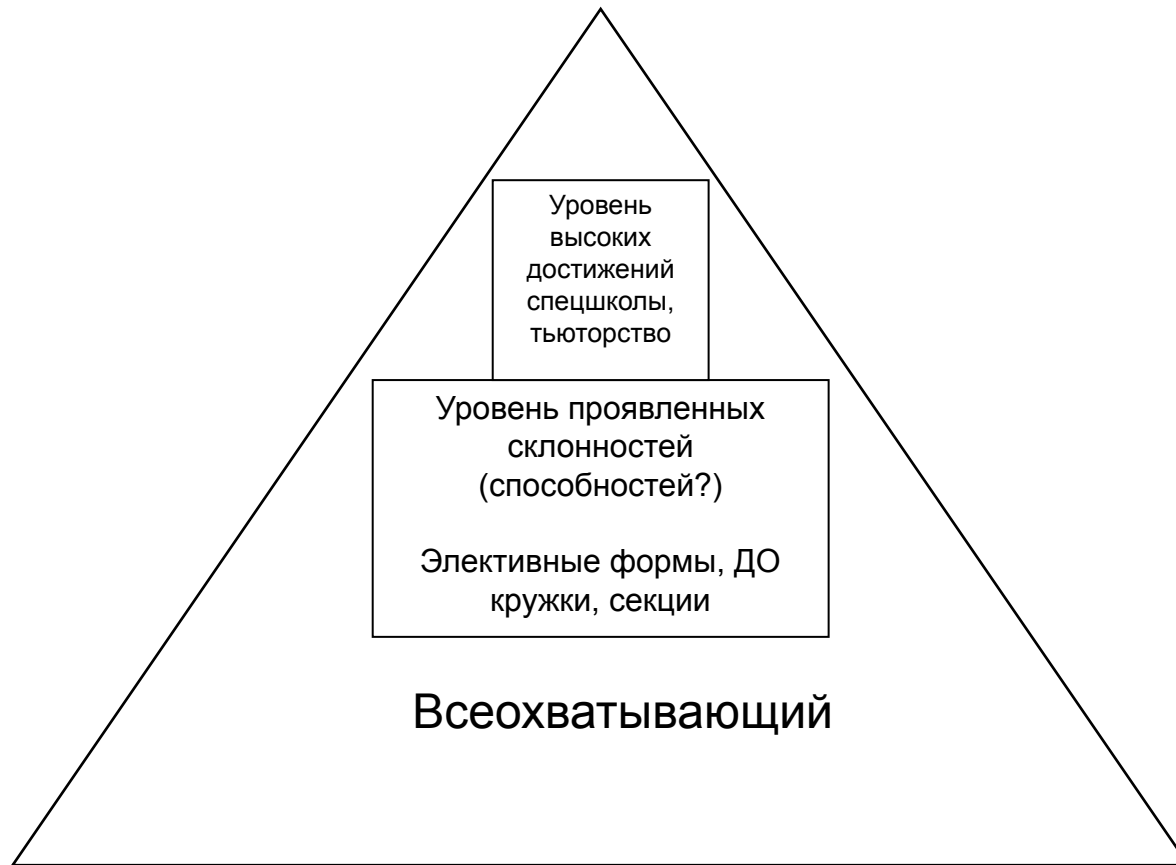 Уровень
высоких
достижений
спецшколы,
тьюторство
Уровень проявленных
склонностей
(способностей?)
Элективные формы, ДО
кружки, секции
Всеохватывающий